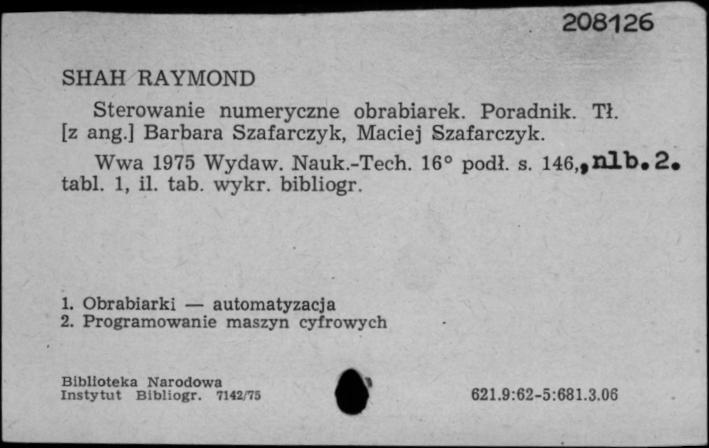 208126
SHAH RAYMOND
Sterowanie numeryczne obrabiarek. Poradnik. Tł.
[z ang.] Barbara Szafarczyk, Maciej Szafarczyk.
Wwa 1975 Wydaw. Nauk.-Tech. 16° podł. s. 146,,nlb.2.
tabl. 1, il. tab. wykr. bibliogr.
1. Obrabiarki — automatyzacja
2. Programowanie maszyn cyfrowych
Biblioteka Narodowa
Instytut Bibliogr. 7142/75
621.9:62-5:681.3.06